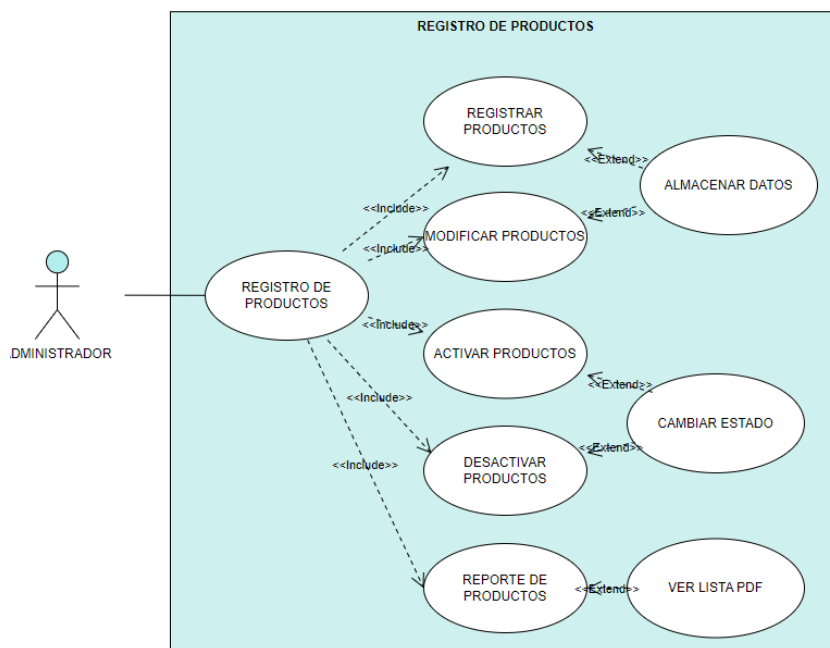 REGISTRO DE PRODUCTOS
REGISTRAR
PRODUCTOS
<<Extend>>
ALMACENAR DATOS
<<Include>>
<<Extend>>
MODIFICAR PRODUCTOS
<<Include>>
REGISTRO DE
PRODUCTOS
<<Include>>
DMINISTRADOR
ACTIVAR PRODUCTOS
<<Extend>>
<<Include>>
CAMBIAR ESTADO
<<Extend>>
DESACTIVAR
PRODUCTOS
<<Include>>
REPORTE DE
PRODUCTOS
<<Extend>>
VER LISTA PDF